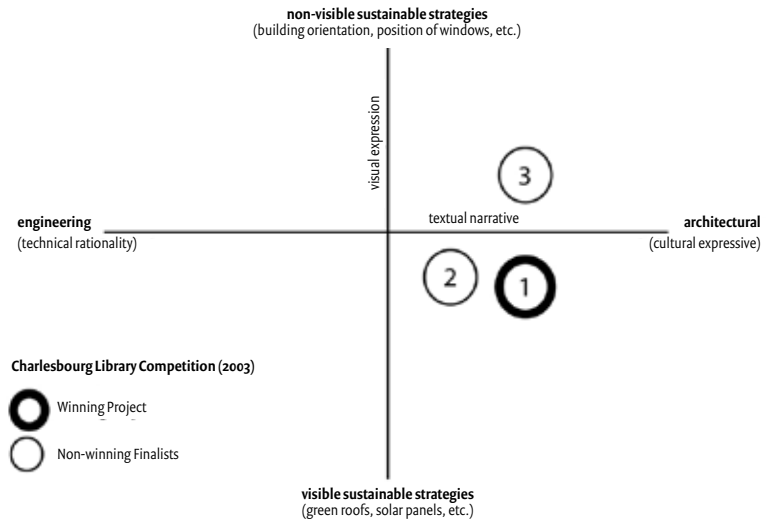 non-visible sustainable strategies
(building orientation, position of windows, etc.)
visual expression
3
textual narrative
engineering
(technical rationality)
architectural
(cultural expressive)
2
1
Charlesbourg Library Competition (2003)
Winning Project
Non-winning Finalists
visible sustainable strategies
(green roofs, solar panels, etc.)